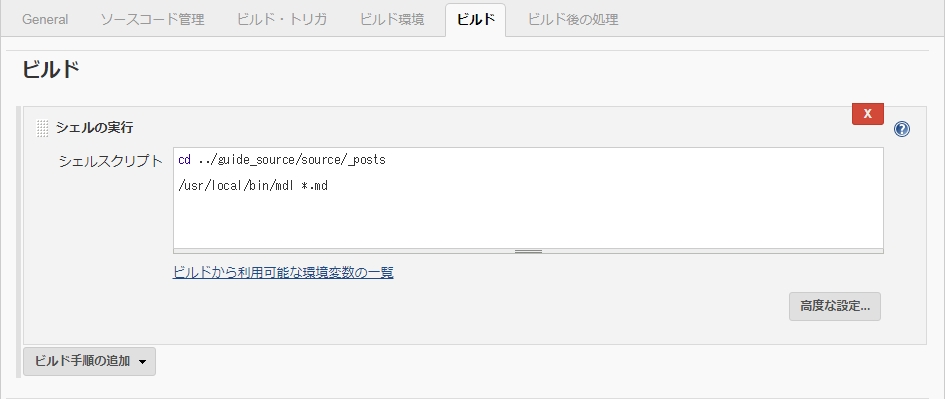 General ソースコード管理 ビルド・トリガ ビルド環境 ビルド ビルド後の処理
ビルド
X
シェルの実行
?
シェルスクリプト
cd ../guide_source/source/_posts
/usr/local/bin/mdl *.md
ビルドから利用可能な環境変数の一覧
高度な設定...
ビルド手順の追加